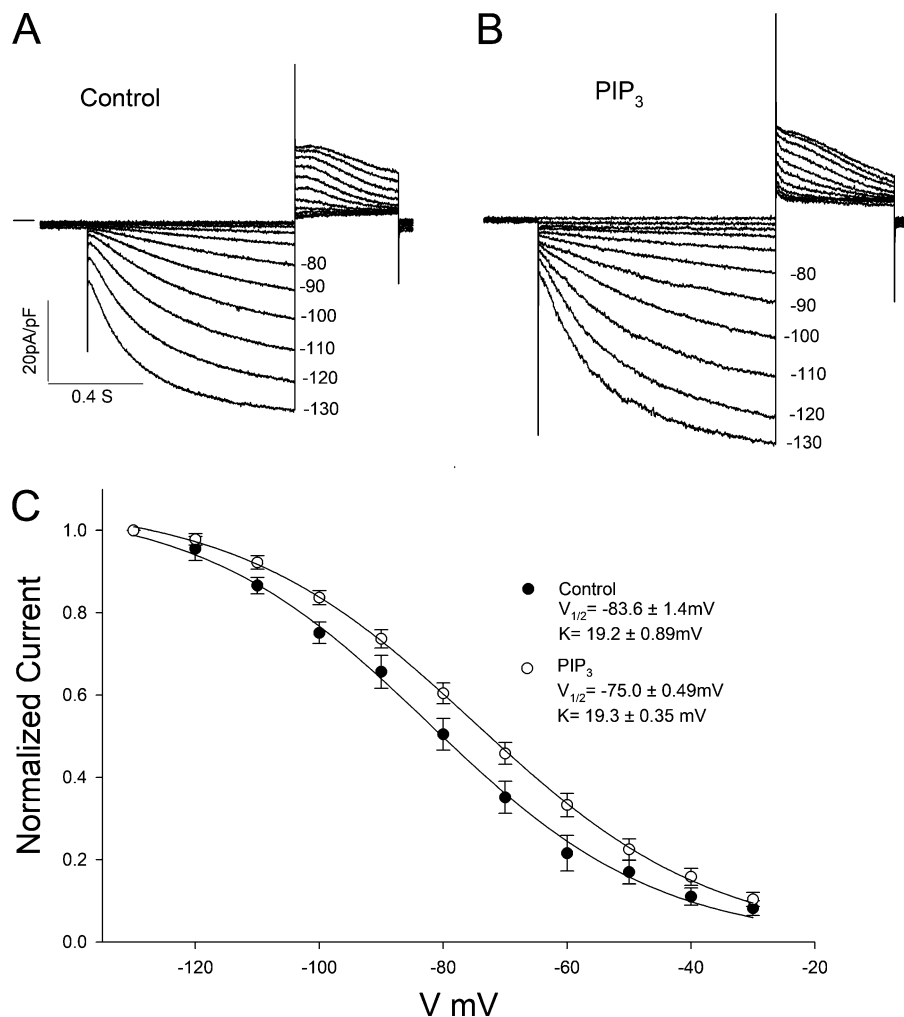 A
B
Control
PIP3
-80
-90
-100
-110
-120
-130
20pA/pF
0.4 S
-80
-90
-100
-110
-120
-130
C
Normalized Current
1.0
0.8
0.6
0.4
0.2
0.0
Control
V1/2= -83.6 ± 1.4mV
K= 19.2 ± 0.89mV
PIP3
V1/2= -75.0 ± 0.49mV
K= 19.3 ± 0.35 mV
-120
-100
-80
-60
-40
-20
V mV